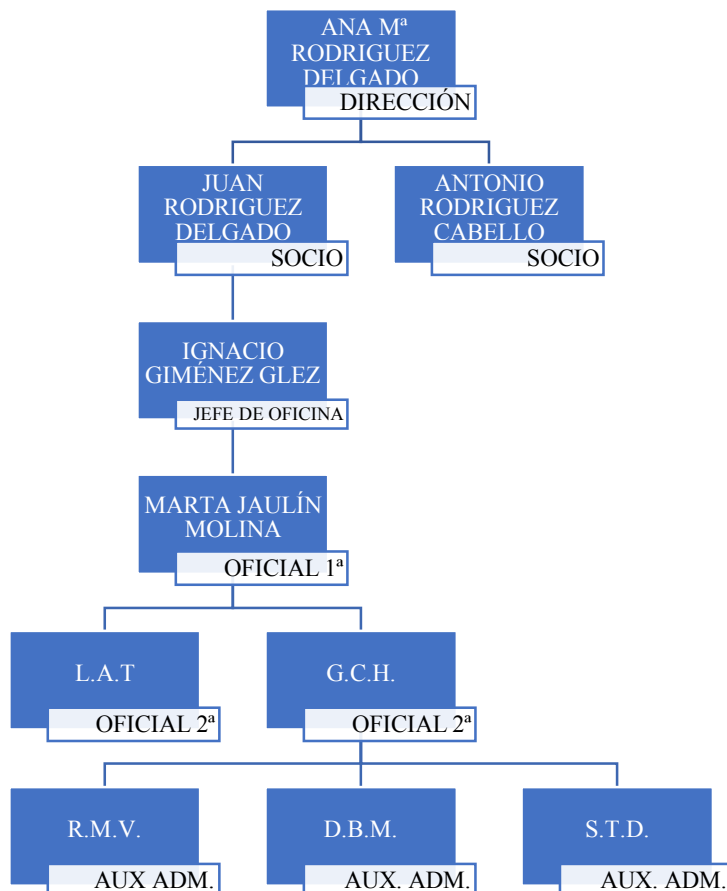 ANA Mª
RODRIGUEZ
DELGADO
DIRECCIÓN
JUAN
RODRIGUEZ
DELGADO
SOCIO
ANTONIO
RODRIGUEZ
CABELLO
SOCIO
IGNACIO
GIMÉNEZ GLEZ
JEFE DE OFICINA
MARTA JAULÍN
MOLINA
OFICIAL 1ª
L.A.T
OFICIAL 2ª
G.C.H.
OFICIAL 2ª
R.M.V.
AUX ADM.
D.B.M.
AUX. ADM.
S.T.D.
AUX. ADM.